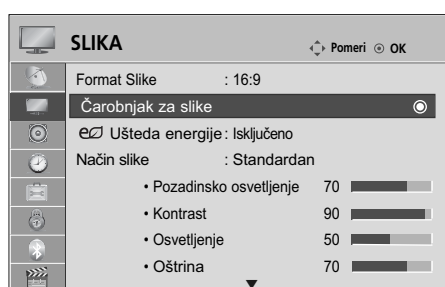 SLIKA Pomeri OK
Format Slike : 16:9
Čarobnjak za slike
Ušteda energije : Isključeno
Način slike : Standardan
• Pozadinsko osvetljenje 70
• Kontrast 90
• Osvetljenje 50
• Oštrina 70